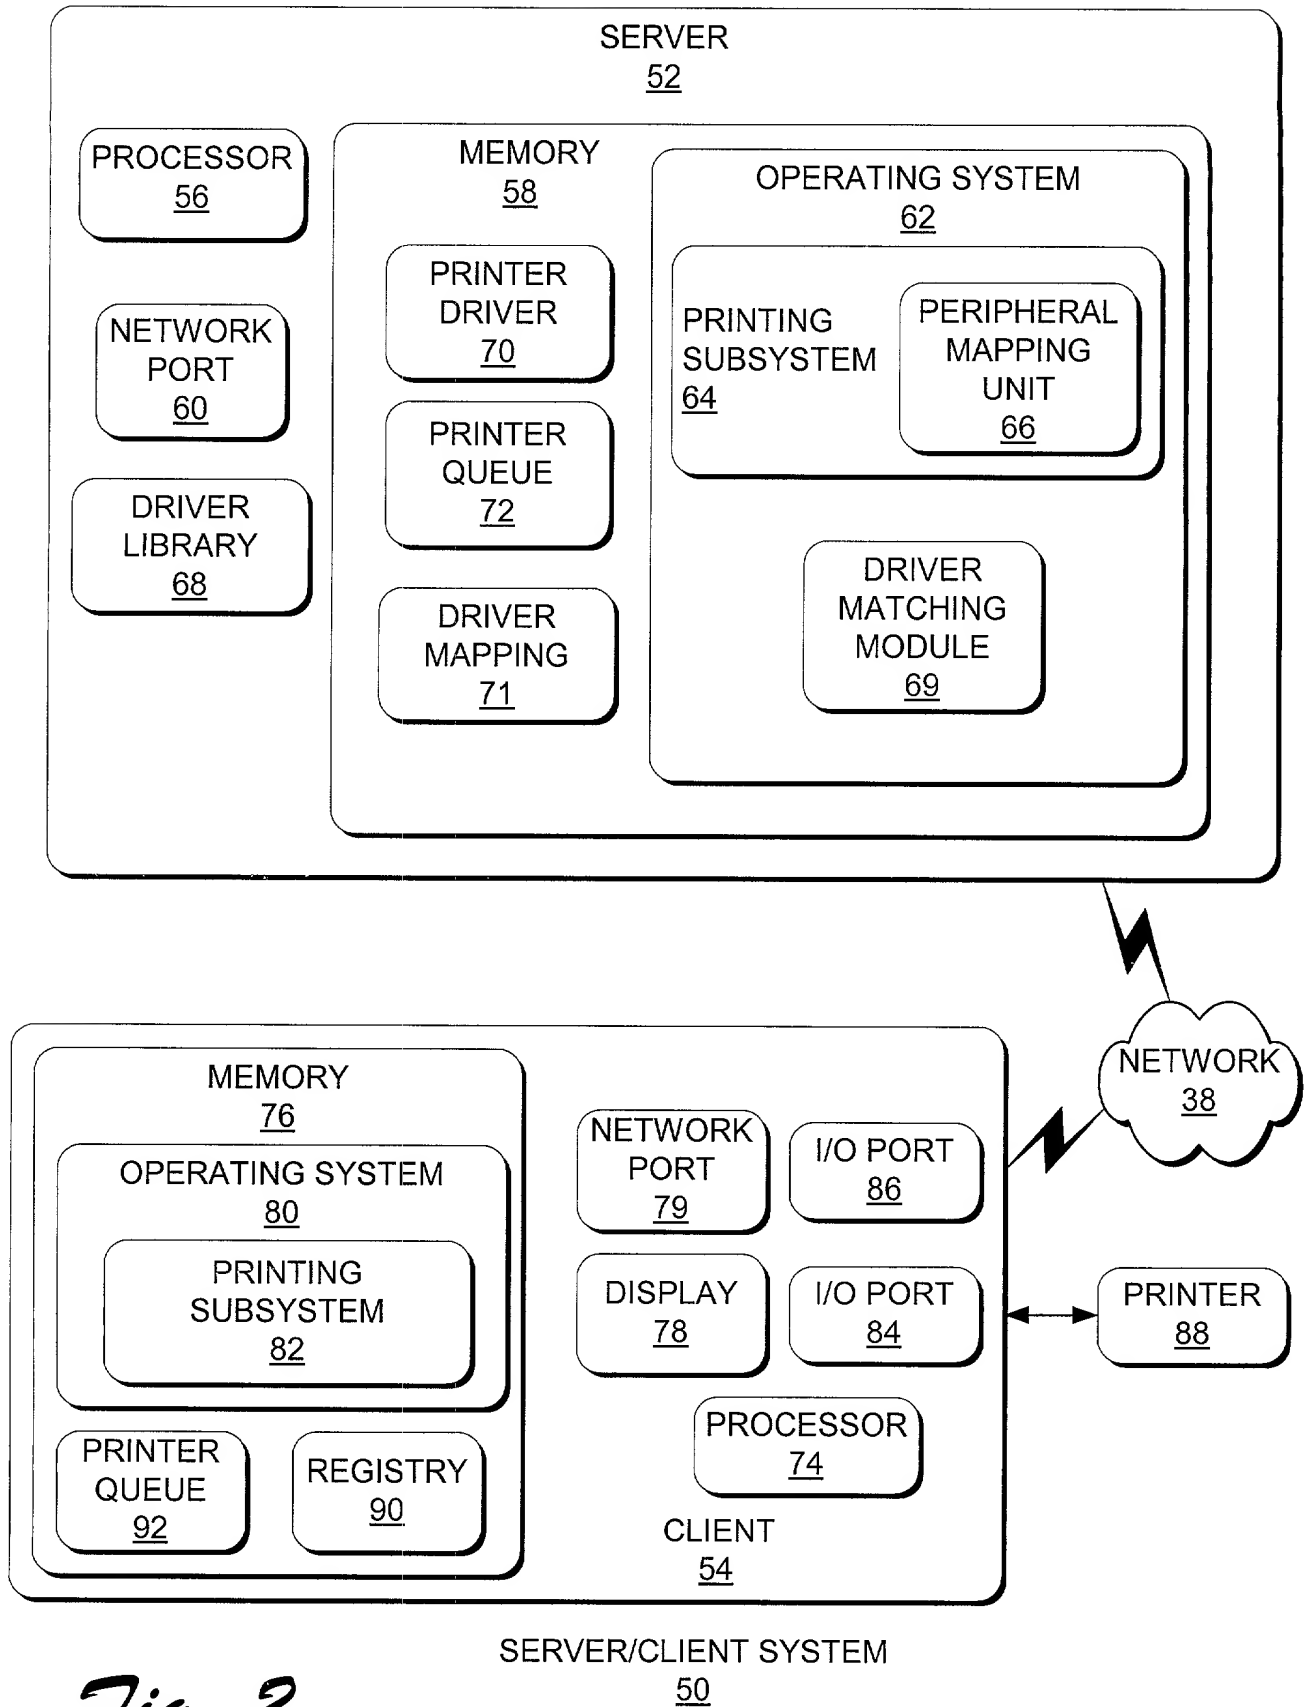 SERVER
52
PROCESSOR
56
NETWORK
PORT
60
DRIVER
LIBRARY
68
MEMORY
58
PRINTER
DRIVER
70
PRINTER
QUEUE
72
DRIVER
MAPPING
71
OPERATING SYSTEM
62
PRINTING
SUBSYSTEM
64
PERIPHERAL
MAPPING
UNIT
66
DRIVER
MATCHING
MODULE
69
NETWORK
38
MEMORY
76
OPERATING SYSTEM
80
PRINTING
SUBSYSTEM
82
PRINTER
QUEUE
92
REGISTRY
90
NETWORK
PORT
79
I/O PORT
86
DISPLAY
78
I/O PORT
84
PROCESSOR
74
CLIENT
54
PRINTER
88
SERVER/CLIENT SYSTEM
50
Fig. 2